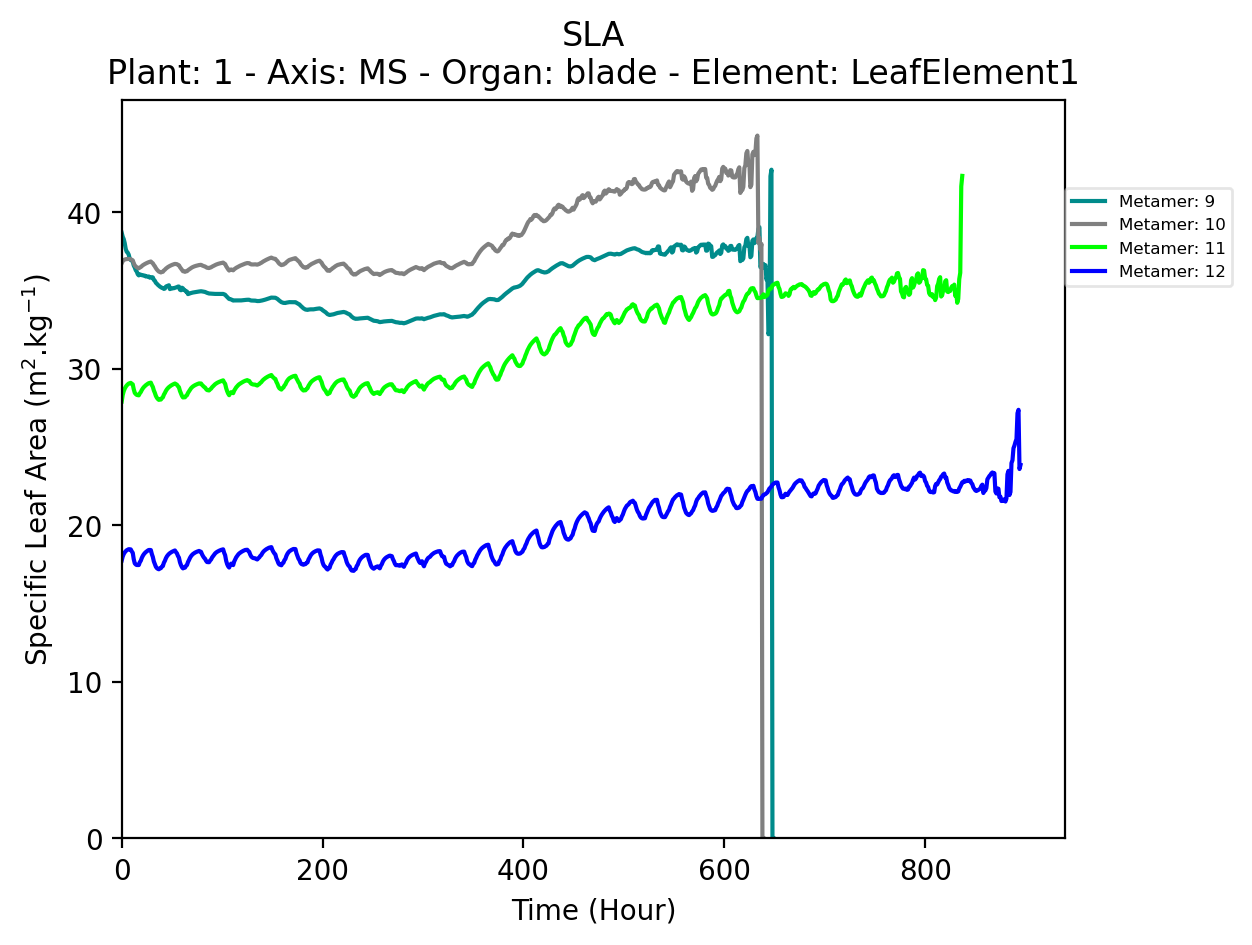 SLA
Plant: 1 - Axis: MS - Organ: blade - Element: LeafElement1
Specific Leaf Area (m².kg⁻¹)
40
30
20
10
0
0 200 400 600 800
Time (Hour)
Metamer: 9
Metamer: 10
Metamer: 11
Metamer: 12